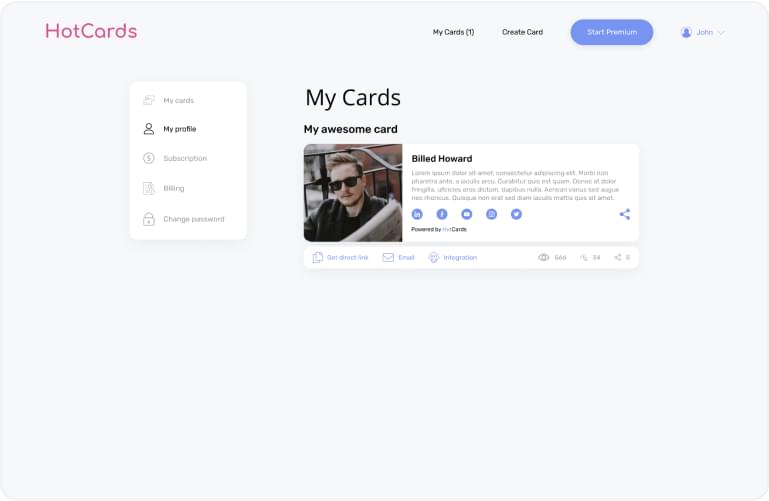 HotCards
My Cards (1)
Create Card
Start Premium
John
My cards
My profile
Subscription
Billing
Change password
My Cards
My awesome card
Billed Howard
Lorem ipsum dolor sit amet, consectetur adipiscing elit. Morbi non
pharetra ante, a iaculis arcu. Curabitur quis est quam. Donec at dolor
fringilla, ultricies eros dictum, dapibus nulla. Aenean varius sed augue
nec rhoncus. Quisque non erat sed diam iaculis mattis quis sit amet.
Powered by HotCards
Get direct link
Email
Integration
566
34
5